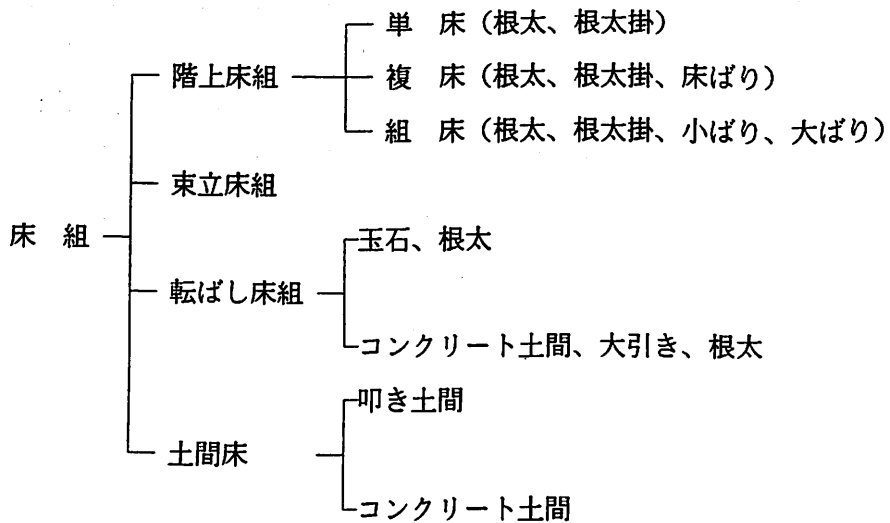 単 床（根太、根太掛）
階上床組
複 床（根太、根太掛、床ばり）
組 床（根太、根太掛、小ばり、大ばり）
束立床組
床 組
玉石、根太
転ばし床組
コンクリート土間、大引き、根太
叩き土間
土間床
コンクリート土間